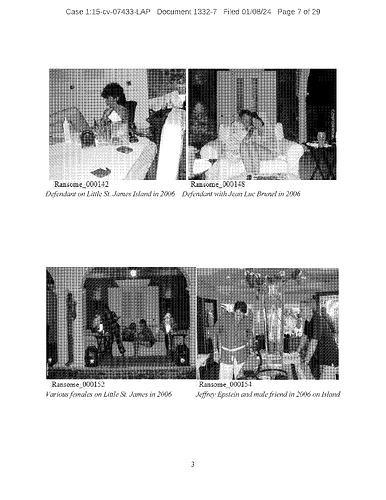 Case 1:15-cv-07433-LAP Document 1332-7 Filed 01/08/24 Page 7 of 29
Ransome_000142
Ransome_000148
Defendant on Little St. James Island in 2006
Defendant with Jean Luc Brunel in 2006
Ransome_000152
Ransome_000154
Various females on Little St. James in 2006
Jeffrey Epstein and male friend in 2006 on Island
3